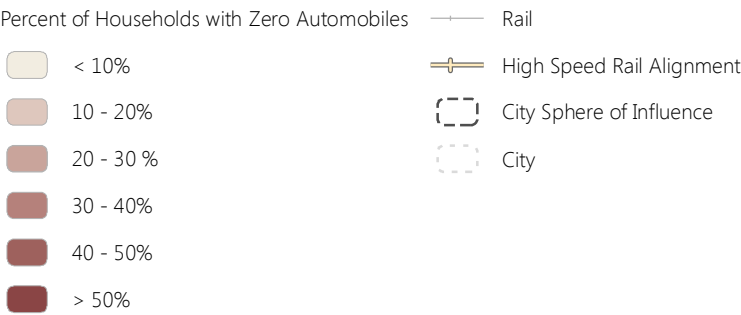 Percent of Households with Zero Automobiles
< 10%
10 - 20%
20 - 30 %
30 - 40%
40 - 50%
> 50%
Rail
High Speed Rail Alignment
City Sphere of Influence
City